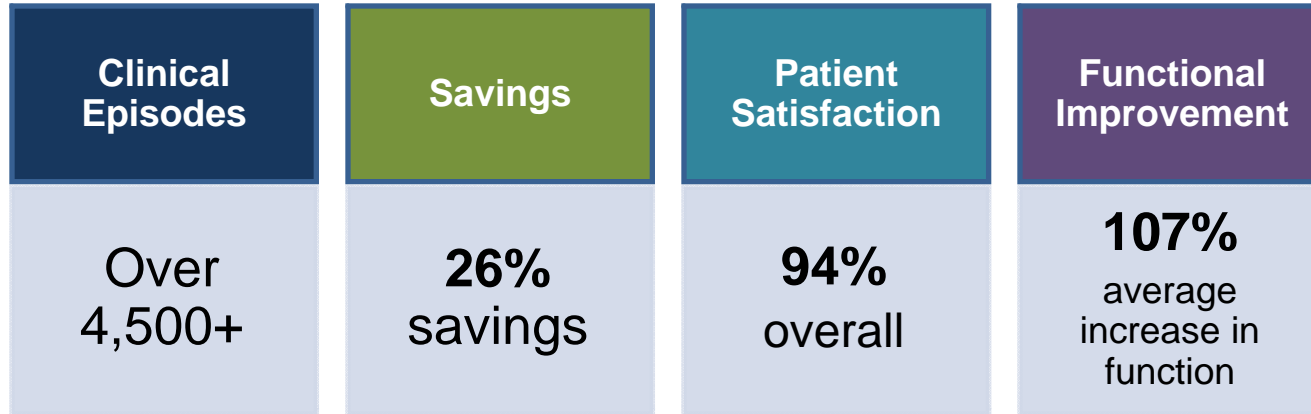 Clinical
Episodes
Over
4,500+
Savings
26%
savings
Patient
Satisfaction
94%
overall
Functional
Improvement
107%
average
increase in
function